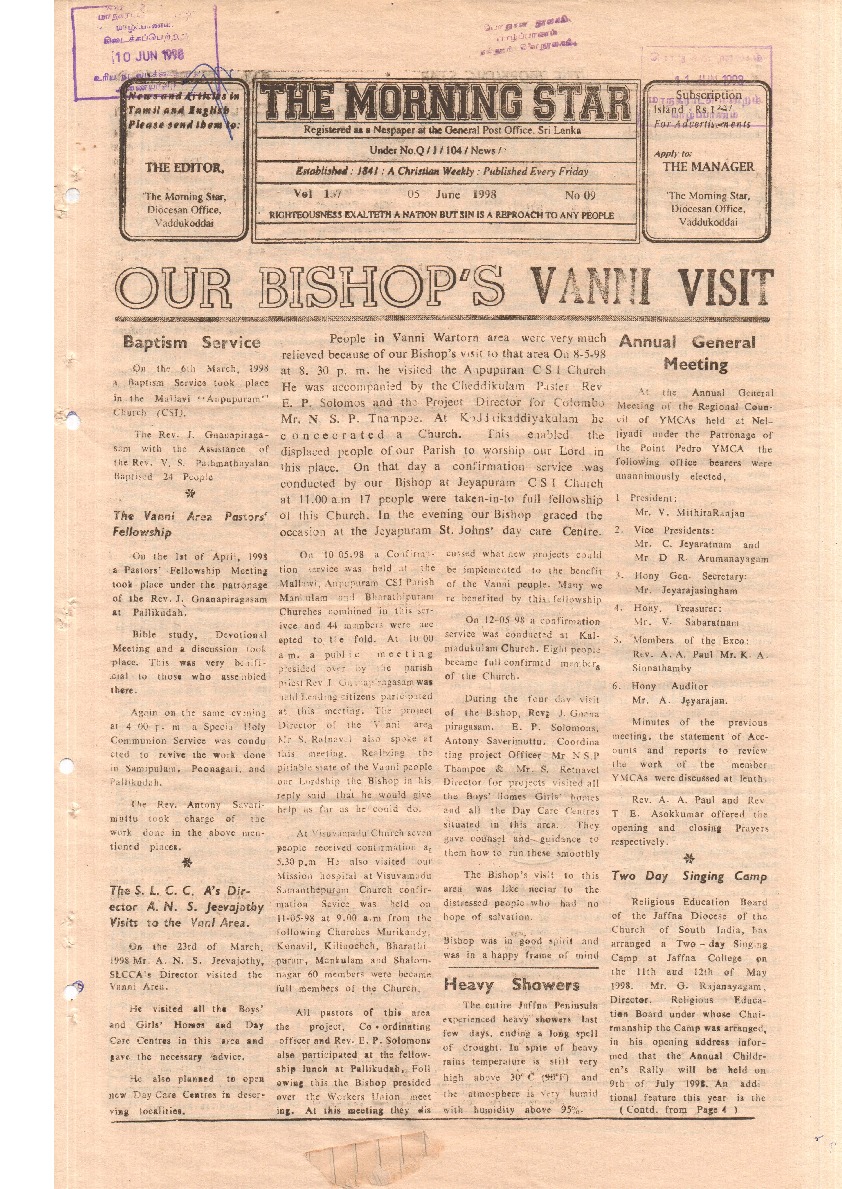 10 JUN 1998
News and Articles in
Tamil and English
Please send them to:
THE EDITOR,
'The Morning Star,
Diocesan Office,
Vaddukoddai
THE MORNING STAR
Registered as a Nespaper at the General Post Office. Sri Lanka
Under No.Q / 1 / 104 / News /
Established : 1841 : A Christian Weekly : Published Every Friday
Vol 157 05 June 1998 No 09
RIGHTEOUSNESS EXALTETH A NATION BUT SIN IS A REPROACH TO ANY PEOPLE
Subscription
Island : Rs
For Advertisments
Apply to:
THE MANAGER
'The Morning Star,
Diocesan Office,
Vaddukoddai
OUR BISHOP'S VANNI VISIT
Baptism Service
On the 6th March, 1998
a Baptism Service took place
in the Mallavi "Anpupuram"
Church (CSI).
The Rev. J. Gnanapiraga-
sam with the Assistance of
the Rev. V. S. Pathmathayalan
Baptised 24 People
The Vanni Area Pastors'
Fellowship
On the 1st of April, 1998
a Pastors' Fellowship Meeting
took place under the patronage
of the Rev. J. Gnanapiragasam
at Pallikudah.
Bible study, Devotional
Meeting and a discussion took
place. This was very benifi-
cial to those who assembled
there.
Again on the same evening
at 4 00 p. m a Special Holy
Communion Service was condu
cted to revive the work done
in Samipulam, Poonagari, and
Pallikudah.
The Rev. Antony Savari-
muttu took charge of the
work done in the above men-
tioned places.
The S. L. C. C. A's Dir-
ector A. N. S. Jeevajothy
Visits to the Vani Area.
On the 23rd of March,
1998 Mr. A. N. S. Jeevajothy,
SLCCA's Director visited the
Vanni Area.
He visited all the Boys'
and Girls' Homes and Day
Care Centres in this area and
gave the necessary advice.
He also planned to open
new Day Care Centres in deser-
ving localities.
People in Vanni Wartorn area were very much
relieved because of our Bishop's visit to that area On 8-5-98
at 8. 30 p. m. he visited the Anpupuran C S I Church
He was accompanied by the Cheddikulam Paster Rev
E. P. Solomos and the Project Director for Colombo
Mr. N. S. P. Thampoe. At he
concecrated a Church. This enabled the
displaced people of our Parish to worship our Lord in
this place. On that day a confirmation service was
conducted by our Bishop at Jeyapuram C S I Church
at 11.00 a.m 17 people were taken-in-to full fellowship
of this Church. In the evening our Bishop graced the
occasion at the Jeyapuram St. Johns' day care Centre.
On 10 05-98 a Confirma-
tion service was held at the
Mallavi, Anpupuram CSI Parish
Mankulam and Bharathipuram
Churches combined in this ser-
ivce and 44 members were acc
epted to the fold. At 10 00
a.m. a public meeting
presided over by the parish
priest Rev J. Gnanapiragasam was
held Leading citizens participated
at this meeting. The project
Director of the Vanni area
Mr S. Ratnavel also spoke at
this meeting. Realizing the
pitiable state of the Vanni people
our Lordship the Bishop in his
reply said that he would give
help as far as he could do.
At Visuvamadu Church seven
people received confirmation at
5.30 p.m He also visited our
Mission hospital at Visuvamadu
Samanthepuram Church confir-
mation Sevice was held on
11-05-98 at 9.00 a.m from the
following Churches Murikandy,
Kunavil, Kilinochch, Bharathi
puram, Mankulam and Shalom-
nagar 60 members were became
full members of the Church.
All pastors of this area
the project, Co - ordinating
officer and Rev. E. P. Solomons
also participated at the fellow-
ship lunch at Pallikudah, Foll
owing this the Bishop presided
over the Workers Union meet
ing. At this meeting they dis
cussed what new projects could
be implemented to the benefit
of the Vanni people. Many we
re benefited by this fellowship
On 12-05 98 a confirmation
service was conducted at Kal-
madukulam Church. Eight people
became full confirmed members
of the Church.
During the four day visit
of the Bishop, Revs J. Gnana
piragasam. E. P. Solomons,
Antony Saverimuttu. Coordina
ting project Officer Mr N S.P
Thampoe & Mr. S. Retnavel
Director for projects visited all
the Boys' Homes Girls' homes
and all the Day Care Centres
situated in this area. They
gave counsel and guidance to
them how to run these smoothly
The Bishop's visit to this
area was like nectar to the
distressed people who had no
hope of salvation.
Bishop was in good spirit and
was in a happy frame of mind
Heavy Showers
The entire Jaffna Peninsula
experienced heavy showers last
few days, ending a long spell
of drought. In spite of heavy
rains temperature is still very
high above 30° C (90°F) and
the atmosphere is very humid
with humidity above 95%.
Annual General
Meeting
At the Annual General
Meeting of the Regional Coun-
cil of YMCAs held at Nel-
liyadi under the Patronage of
the Point Pedro YMCA the
following office bearers were
unanimously elected,
1 President:
Mr. V. MithiraRanjan
2. Vice Presidents:
Mr. C. Jeyaratnam and
Mr D R. Arumanayagam
3. Hony Gen. Secretary:
Mr. Jeyarajasingham
4. Hony. Treasurer:
Mr. V. Sabaratnam
5. Members of the Exco:
Rev. A. A. Paul Mr. K. A.
Sinnathamby
6. Hony Auditor
Mr. A. Jeyarajan.
Minutes of the previous
meeting, the statement of Acc-
ounts and reports to review
the work of the member
YMCAs were discussed at lenth.
Rev. A. A. Paul and Rev
T E. Asokkumar offered the
opening and closing Prayers
respectively.
Two Day Singing Camp
Religious Education Board
of the Jaffna Diocese of the
Church of South India, has
arranged a Two - day Singing
Camp at Jaffna College on
the 11th and 12th of May
1998. Mr. G. Rajanayagam,
Director. Religious Educa-
tion Board under whose Chai-
rmanship the Camp was arranged,
in his opening address infor-
med that the Annual Childr-
en's Rally will be held on
9th of July 1998. An addi
tional feature this year is the
( Contd. from Page 4 )